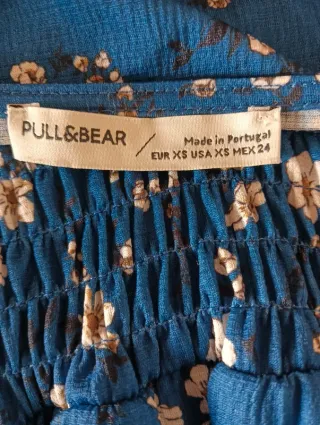 PULL&BEAR
Made in Portugal
EUR XS USA XS MEX 24